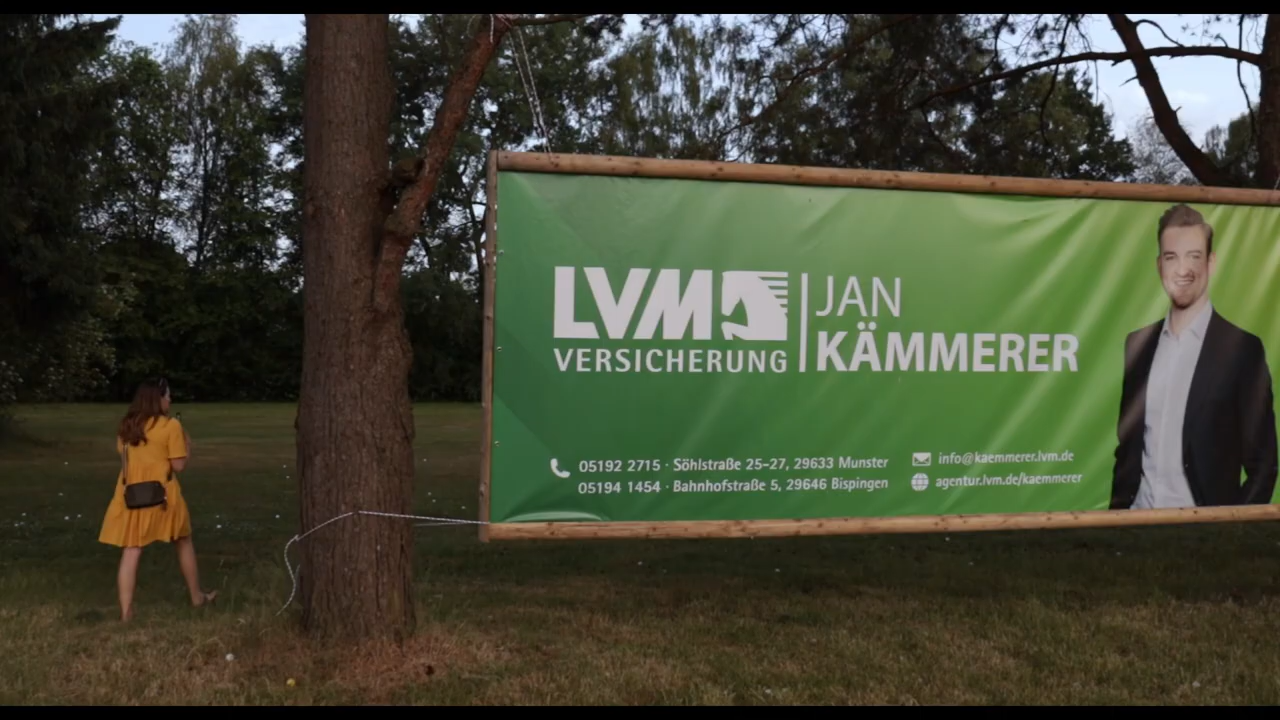 LVM
VERSICHERUNG
JAN
KÄMMERER
05192 2715 · Söhlstraße 25-27, 29633 Munster
05194 1454 · Bahnhofstraße 5, 29646 Bispingen
info@kaemmerer.lvm.de
agentur.lvm.de/kaemmerer